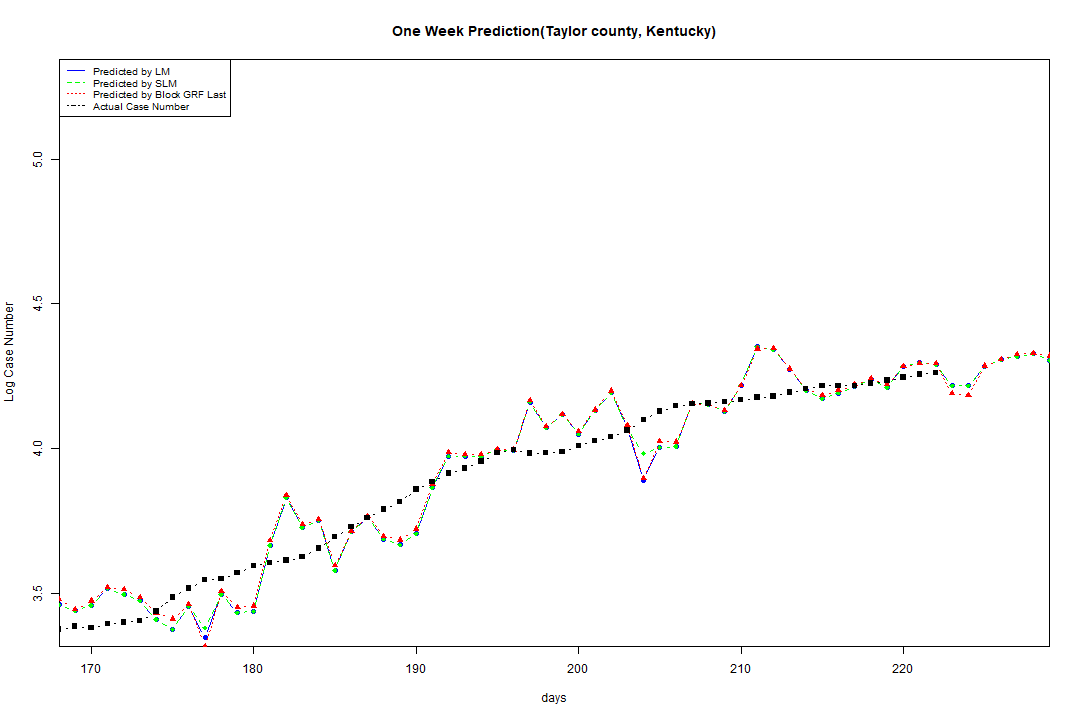 One Week Prediction(Taylor county, Kentucky)
Predicted by LM
Predicted by SLM
Predicted by Block GRF Last
Actual Case Number
5.0
4.5
4.0
3.5
Log Case Number
170 180 190 200 210 220
days